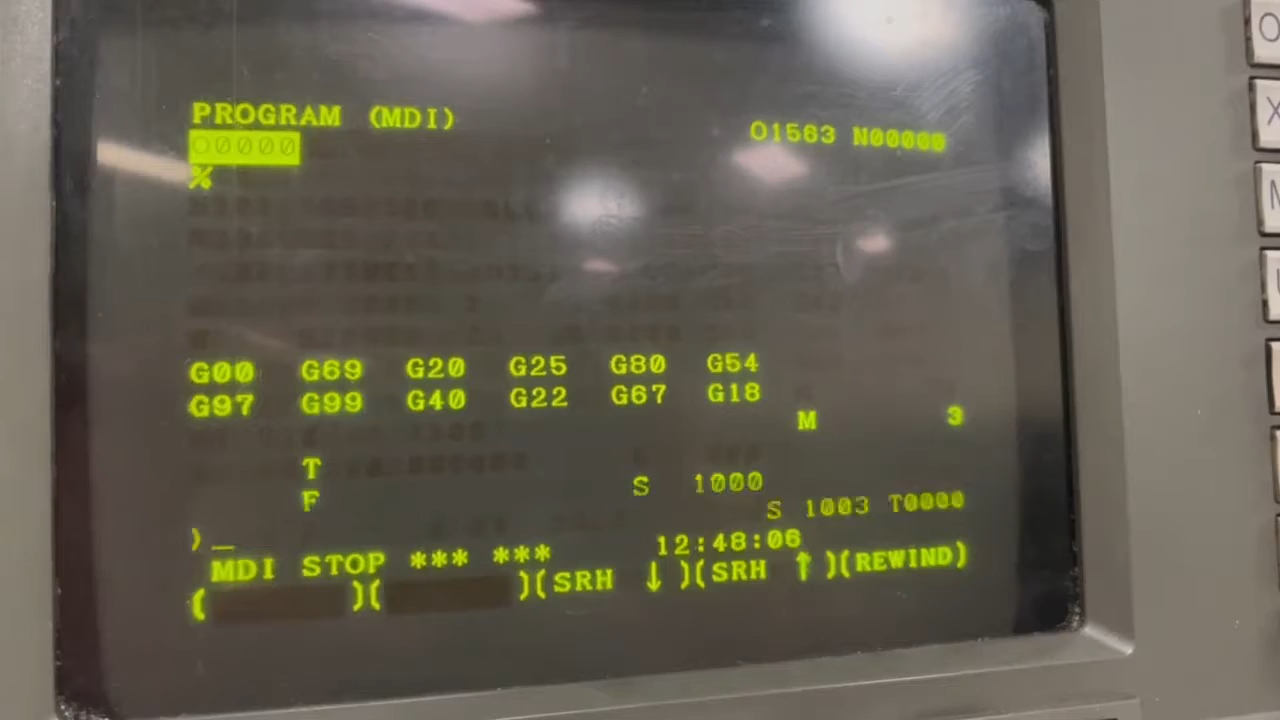 PROGRAM (MDI)
O1563 N00000
O0000
%
G00 G69 G20 G25 G80 G54
G97 G99 G40 G22 G67 G18
M 3
T
F S 1000
S 1003 T0000
)_
12:48:06
MDI STOP *** ***
( )( )(SRH ↓ )(SRH ↑ )(REWIND)
O
X